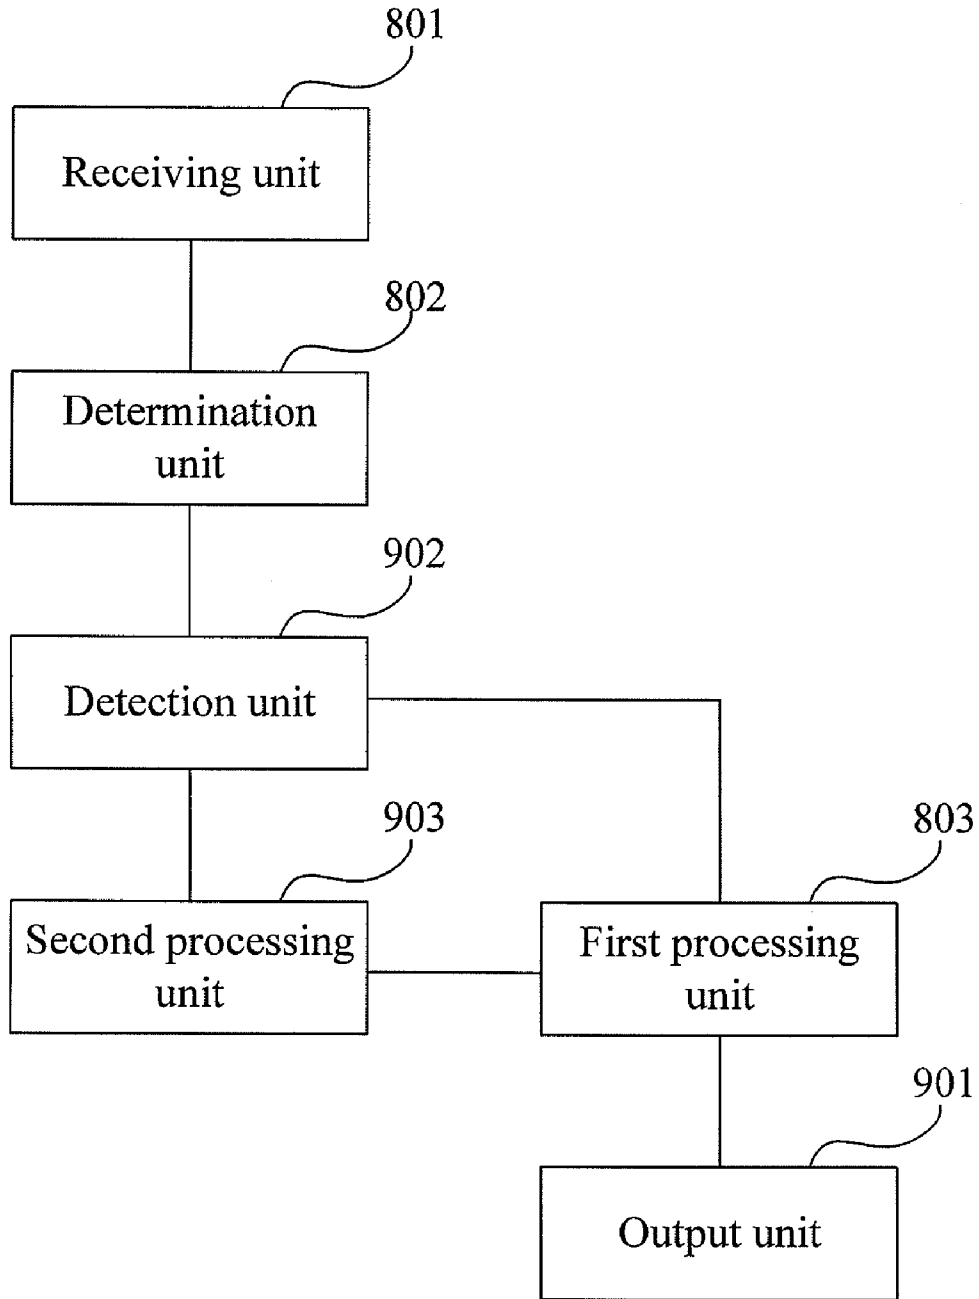 801
Receiving unit
802
Determination
unit
902
Detection unit
903
Second processing
unit
803
First processing
unit
901
Output unit